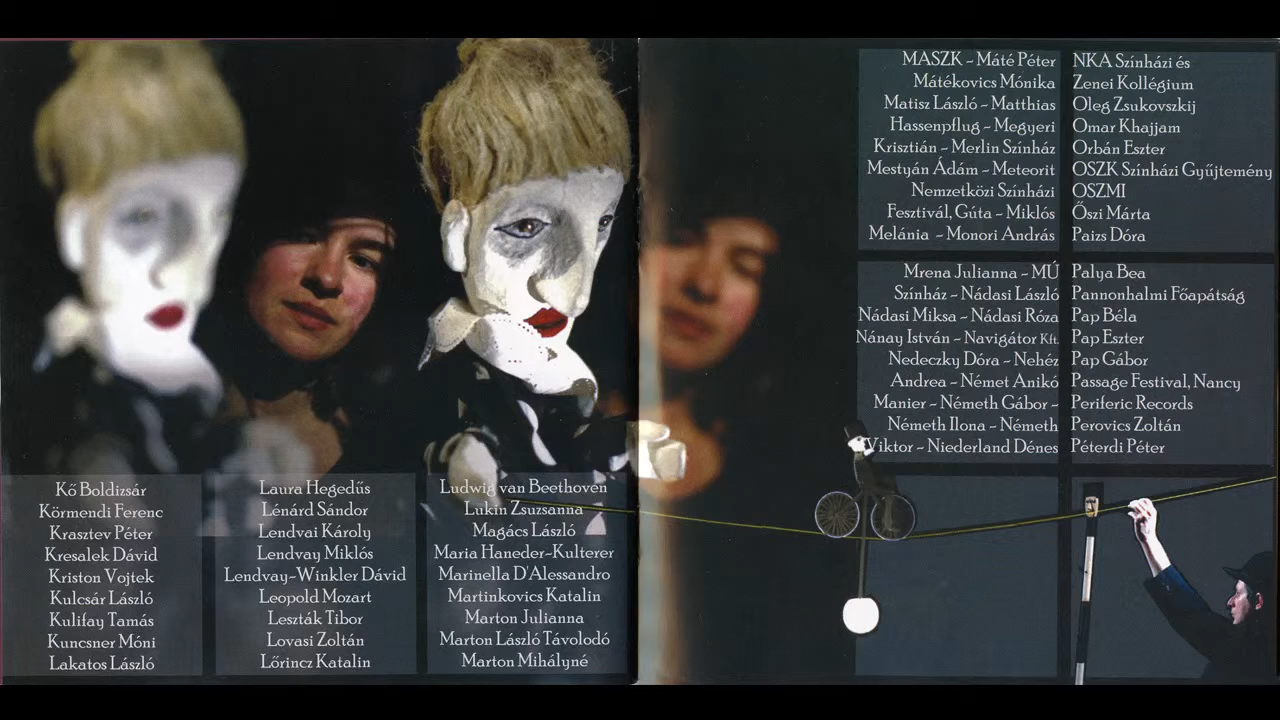 Kő Boldizsár
Körmendi Ferenc
Krasztev Péter
Kresalek Dávid
Kriston Vojtek
Kulcsár László
Kulifay Tamás
Kuncsner Móni
Lakatos László
Laura Hegedűs
Lénárd Sándor
Lendvai Károly
Lendvay Miklós
Lendvay-Winkler Dávid
Leopold Mozart
Leszták Tibor
Lovasi Zoltán
Lőrincz Katalin
Ludwig van Beethoven
Lukin Zsuzsanna
Magács László
Maria Haneder-Kulterer
Marinella D'Alessandro
Martinkovics Katalin
Marton Julianna
Marton László Távolodó
Marton Mihályné
MASZK - Máté Péter
Mátékovics Mónika
Matisz László - Matthias
Hassenpflug - Megyeri
Krisztián - Merlin Színház
Mestyán Ádám - Meteorit
Nemzetközi Színházi
Fesztivál, Gúta - Miklós
Melánia - Monori András
Mrena Julianna - MÚ
Színház - Nádasi László
Nádasi Miksa - Nádasi Róza
Nánay István - Navigátor Kft.
Nedeczky Dóra - Nehéz
Andrea - Német Anikó
Manier - Németh Gábor -
Németh Ilona - Németh
Viktor - Niederland Dénes
NKA Színházi és
Zenei Kollégium
Oleg Zsukovszkij
Omar Khajjam
Orbán Eszter
OSZK Színházi Gyűjtemény
OSZMI
Őszi Márta
Paizs Dóra
Palya Bea
Pannonhalmi Főapátság
Pap Béla
Pap Eszter
Pap Gábor
Passage Festival, Nancy
Periferic Records
Perovics Zoltán
Péterdi Péter